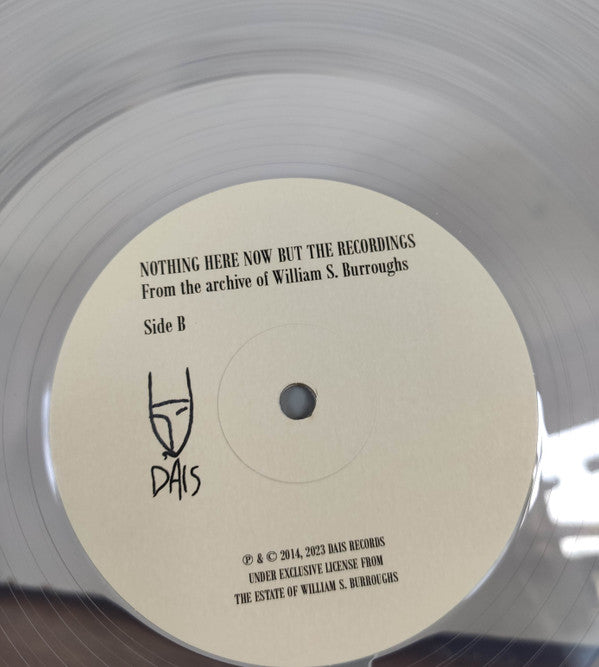 NOTHING HERE NOW BUT THE RECORDINGS
From the archive of William S. Burroughs
Side B
DAIS
℗ & © 2014, 2023 DAIS RECORDS
UNDER EXCLUSIVE LICENSE FROM
THE ESTATE OF WILLIAM S. BURROUGHS